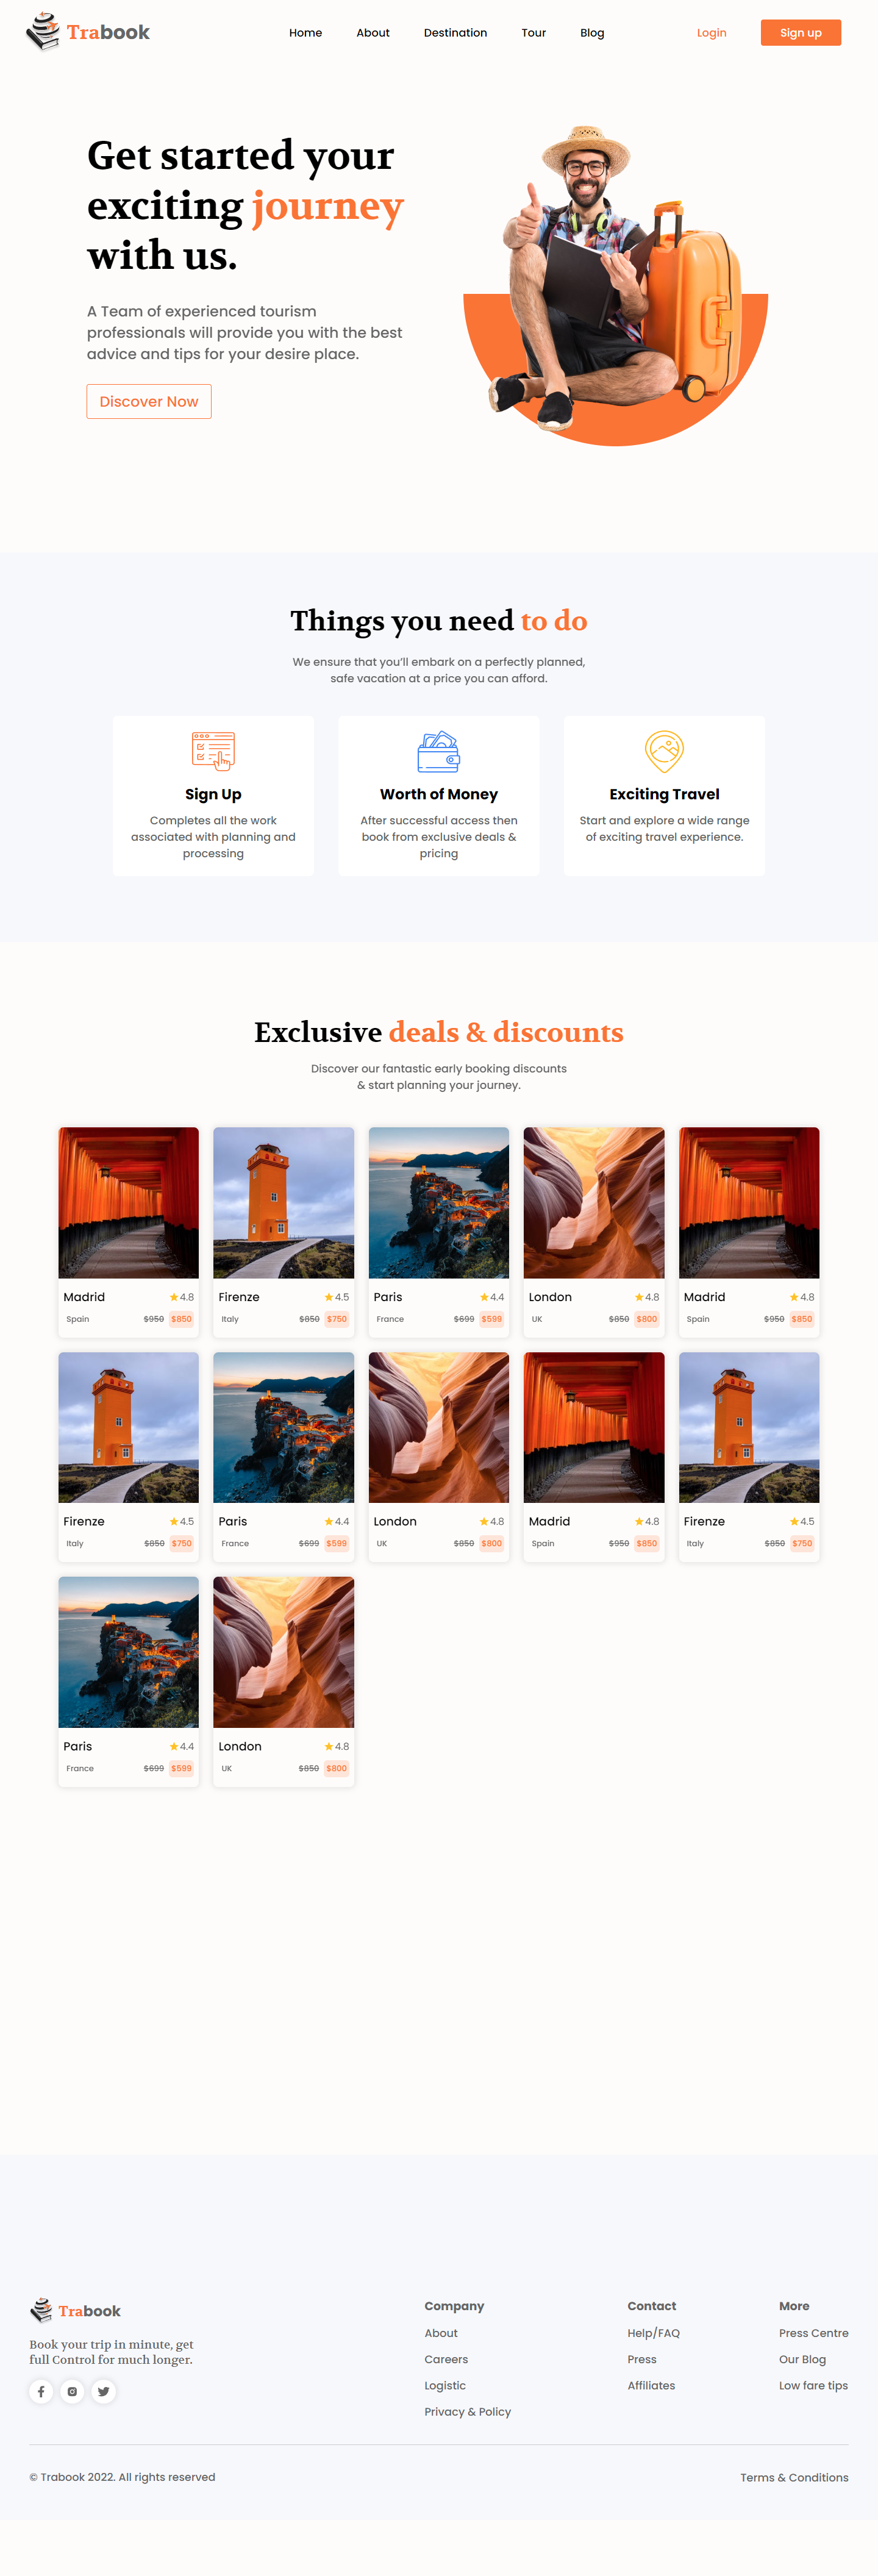 Trabook
Home About Destination Tour Blog Login Sign up
Get started your
exciting journey
with us.
A Team of experienced tourism
professionals will provide you with the best
advice and tips for your desire place.
Discover Now
Things you need to do
We ensure that you'll embark on a perfectly planned,
safe vacation at a price you can afford.
Sign Up
Completes all the work
associated with planning and
processing
Worth of Money
After successful access then
book from exclusive deals &
pricing
Exciting Travel
Start and explore a wide range
of exciting travel experience.
Exclusive deals & discounts
Discover our fantastic early booking discounts
& start planning your journey.
Madrid 4.8
Spain $950 $850
Firenze 4.5
Italy $850 $750
Paris 4.4
France $699 $599
London 4.8
UK $850 $800
Madrid 4.8
Spain $950 $850
Firenze 4.5
Italy $850 $750
Paris 4.4
France $699 $599
London 4.8
UK $850 $800
Madrid 4.8
Spain $950 $850
Firenze 4.5
Italy $850 $750
Paris 4.4
France $699 $599
London 4.8
UK $850 $800
Trabook
Book your trip in minute, get
full Control for much longer.
Company
About
Careers
Logistic
Privacy & Policy
Contact
Help/FAQ
Press
Affiliates
More
Press Centre
Our Blog
Low fare tips
© Trabook 2022. All rights reserved
Terms & Conditions